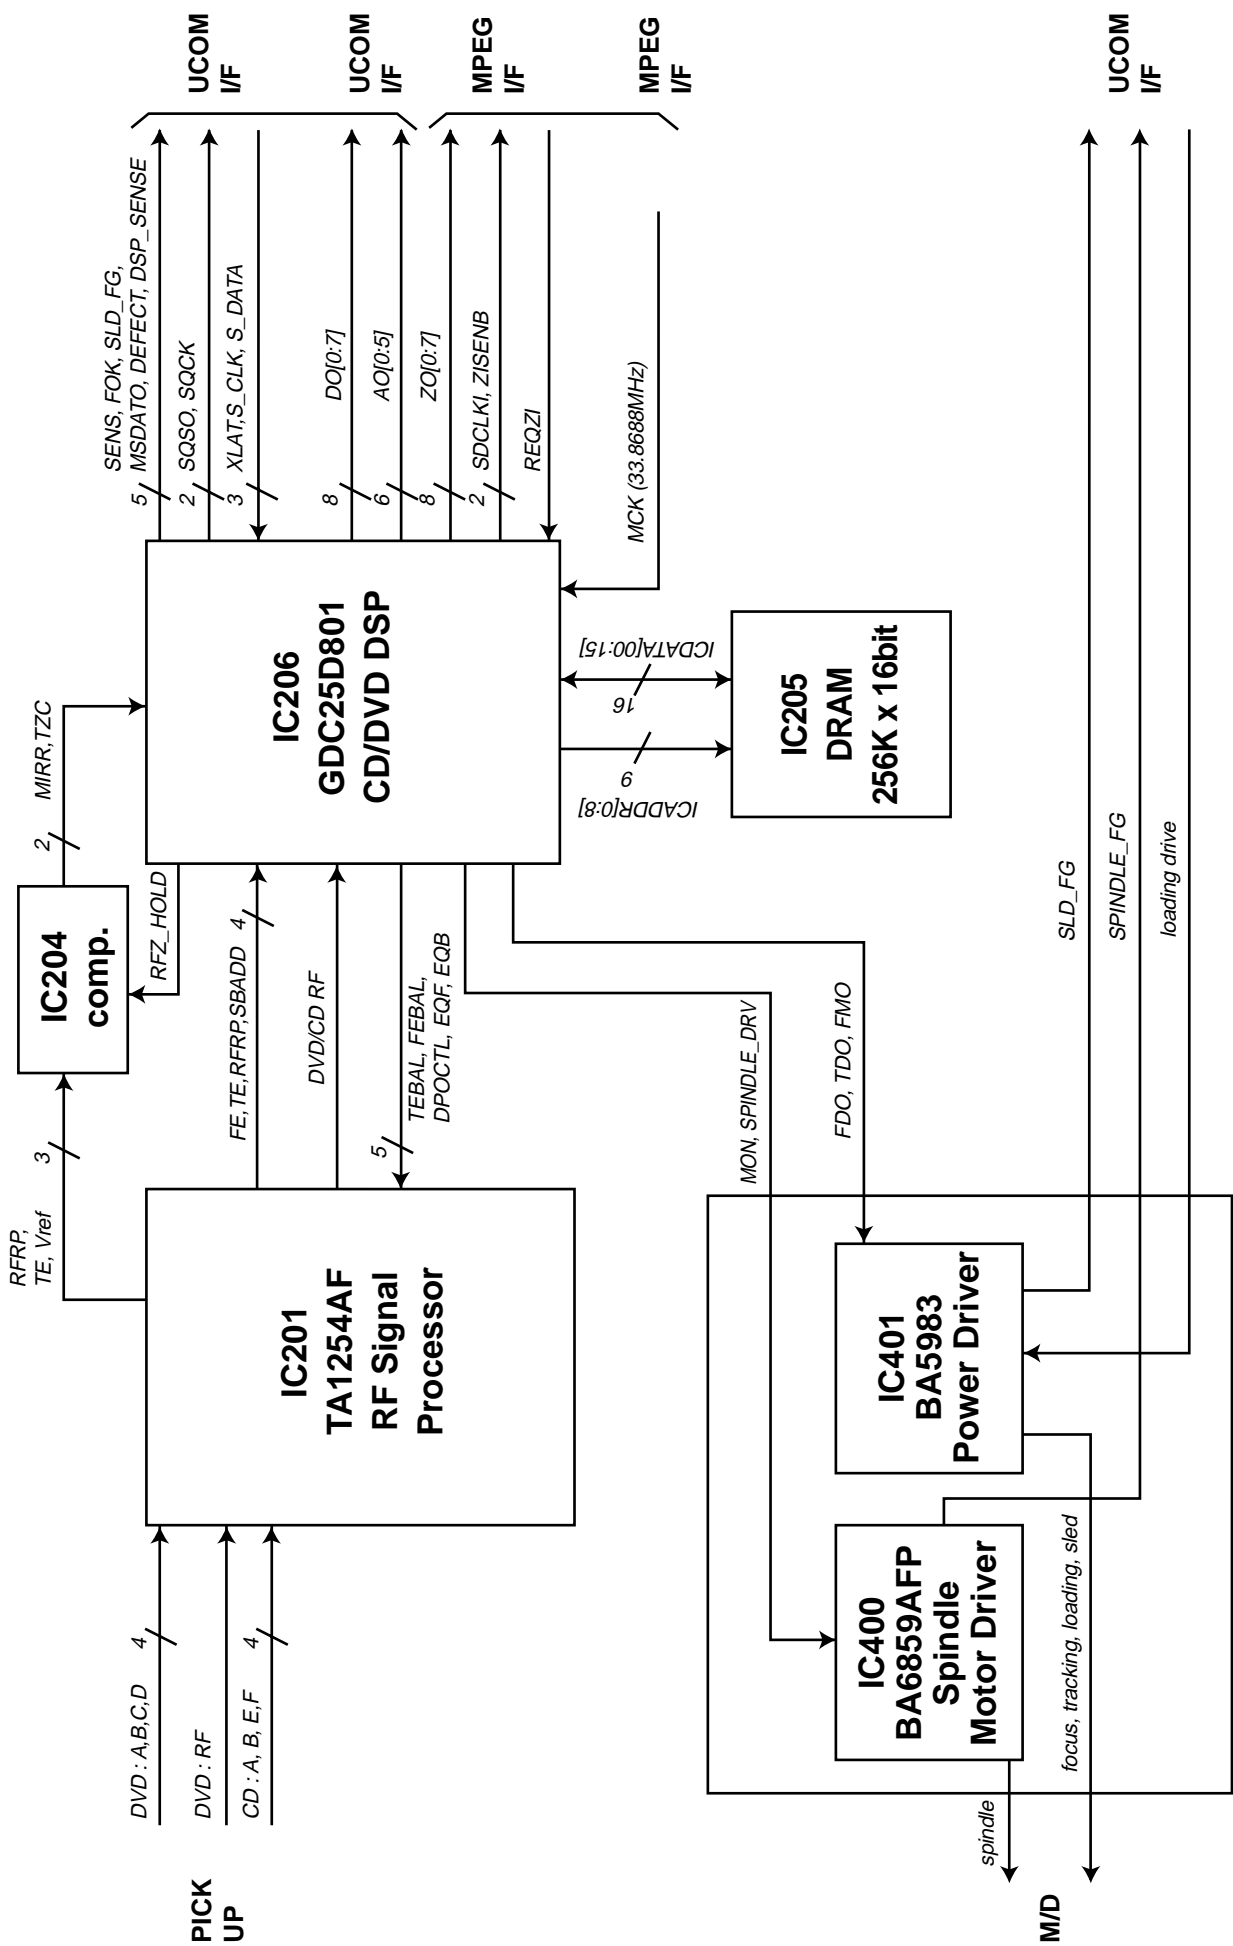 PICK
UP
DVD : A,B,C,D
4
DVD : RF
CD : A, B, E,F
4
IC201
TA1254AF
RF Signal
Processor
RFRP,
TE, Vref
3
IC204
comp.
2
MIRR,TZC
RFZ_HOLD
FE,TE,RFRP,SBADD
4
DVD/CD RF
5
TEBAL, FEBAL,
DPOCTL, EQF, EQB
IC206
GDC25D801
CD/DVD DSP
SENS, FOK, SLD_FG,
MSDATO, DEFECT, DSP_SENSE
5
SQSO, SQCK
2
XLAT,S_CLK, S_DATA
3
DO[0:7]
8
AO[0:5]
6
ZO[0:7]
8
SDCLKI, ZISENB
2
REQZI
MCK (33.8688MHz)
UCOM
I/F
UCOM
I/F
MPEG
I/F
MPEG
I/F
ICDATA[00:15]
16
9
ICADDR[0:8]
IC205
DRAM
256K x 16bit
MON, SPINDLE_DRV
FDO, TDO, FMO
IC401
BA5983
Power Driver
IC400
BA6859AFP
Spindle
Motor Driver
SLD_FG
SPINDLE_FG
loading drive
UCOM
I/F
spindle
focus, tracking, loading, sled
M/D